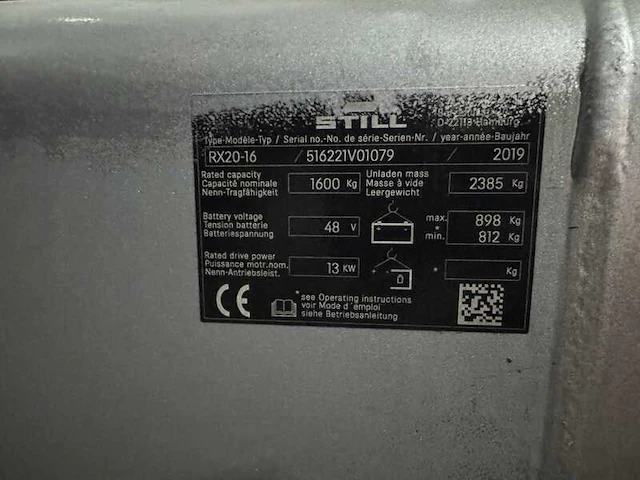 STILL
D-22113 Hamburg
Type-Modèle-Typ / Serial no.-No. de série-Serien-Nr. / year-année-Baujahr
RX20-16 / 516221V01079 / 2019
Rated capacity
Capacité nominale
Nenn-Tragfähigkeit
1600 Kg
Unladen mass
Masse à vide
Leergewicht
2385 Kg
Battery voltage
Tension batterie
Batteriespannung
48 V
max. 898 Kg
*
min. 812 Kg
Rated drive power
Puissance motr.nom.
Nenn-Antriebsleist.
13 KW
* Kg
CE
*see Operating instructions
voir Mode d'emploi
siehe Betriebsanleitung